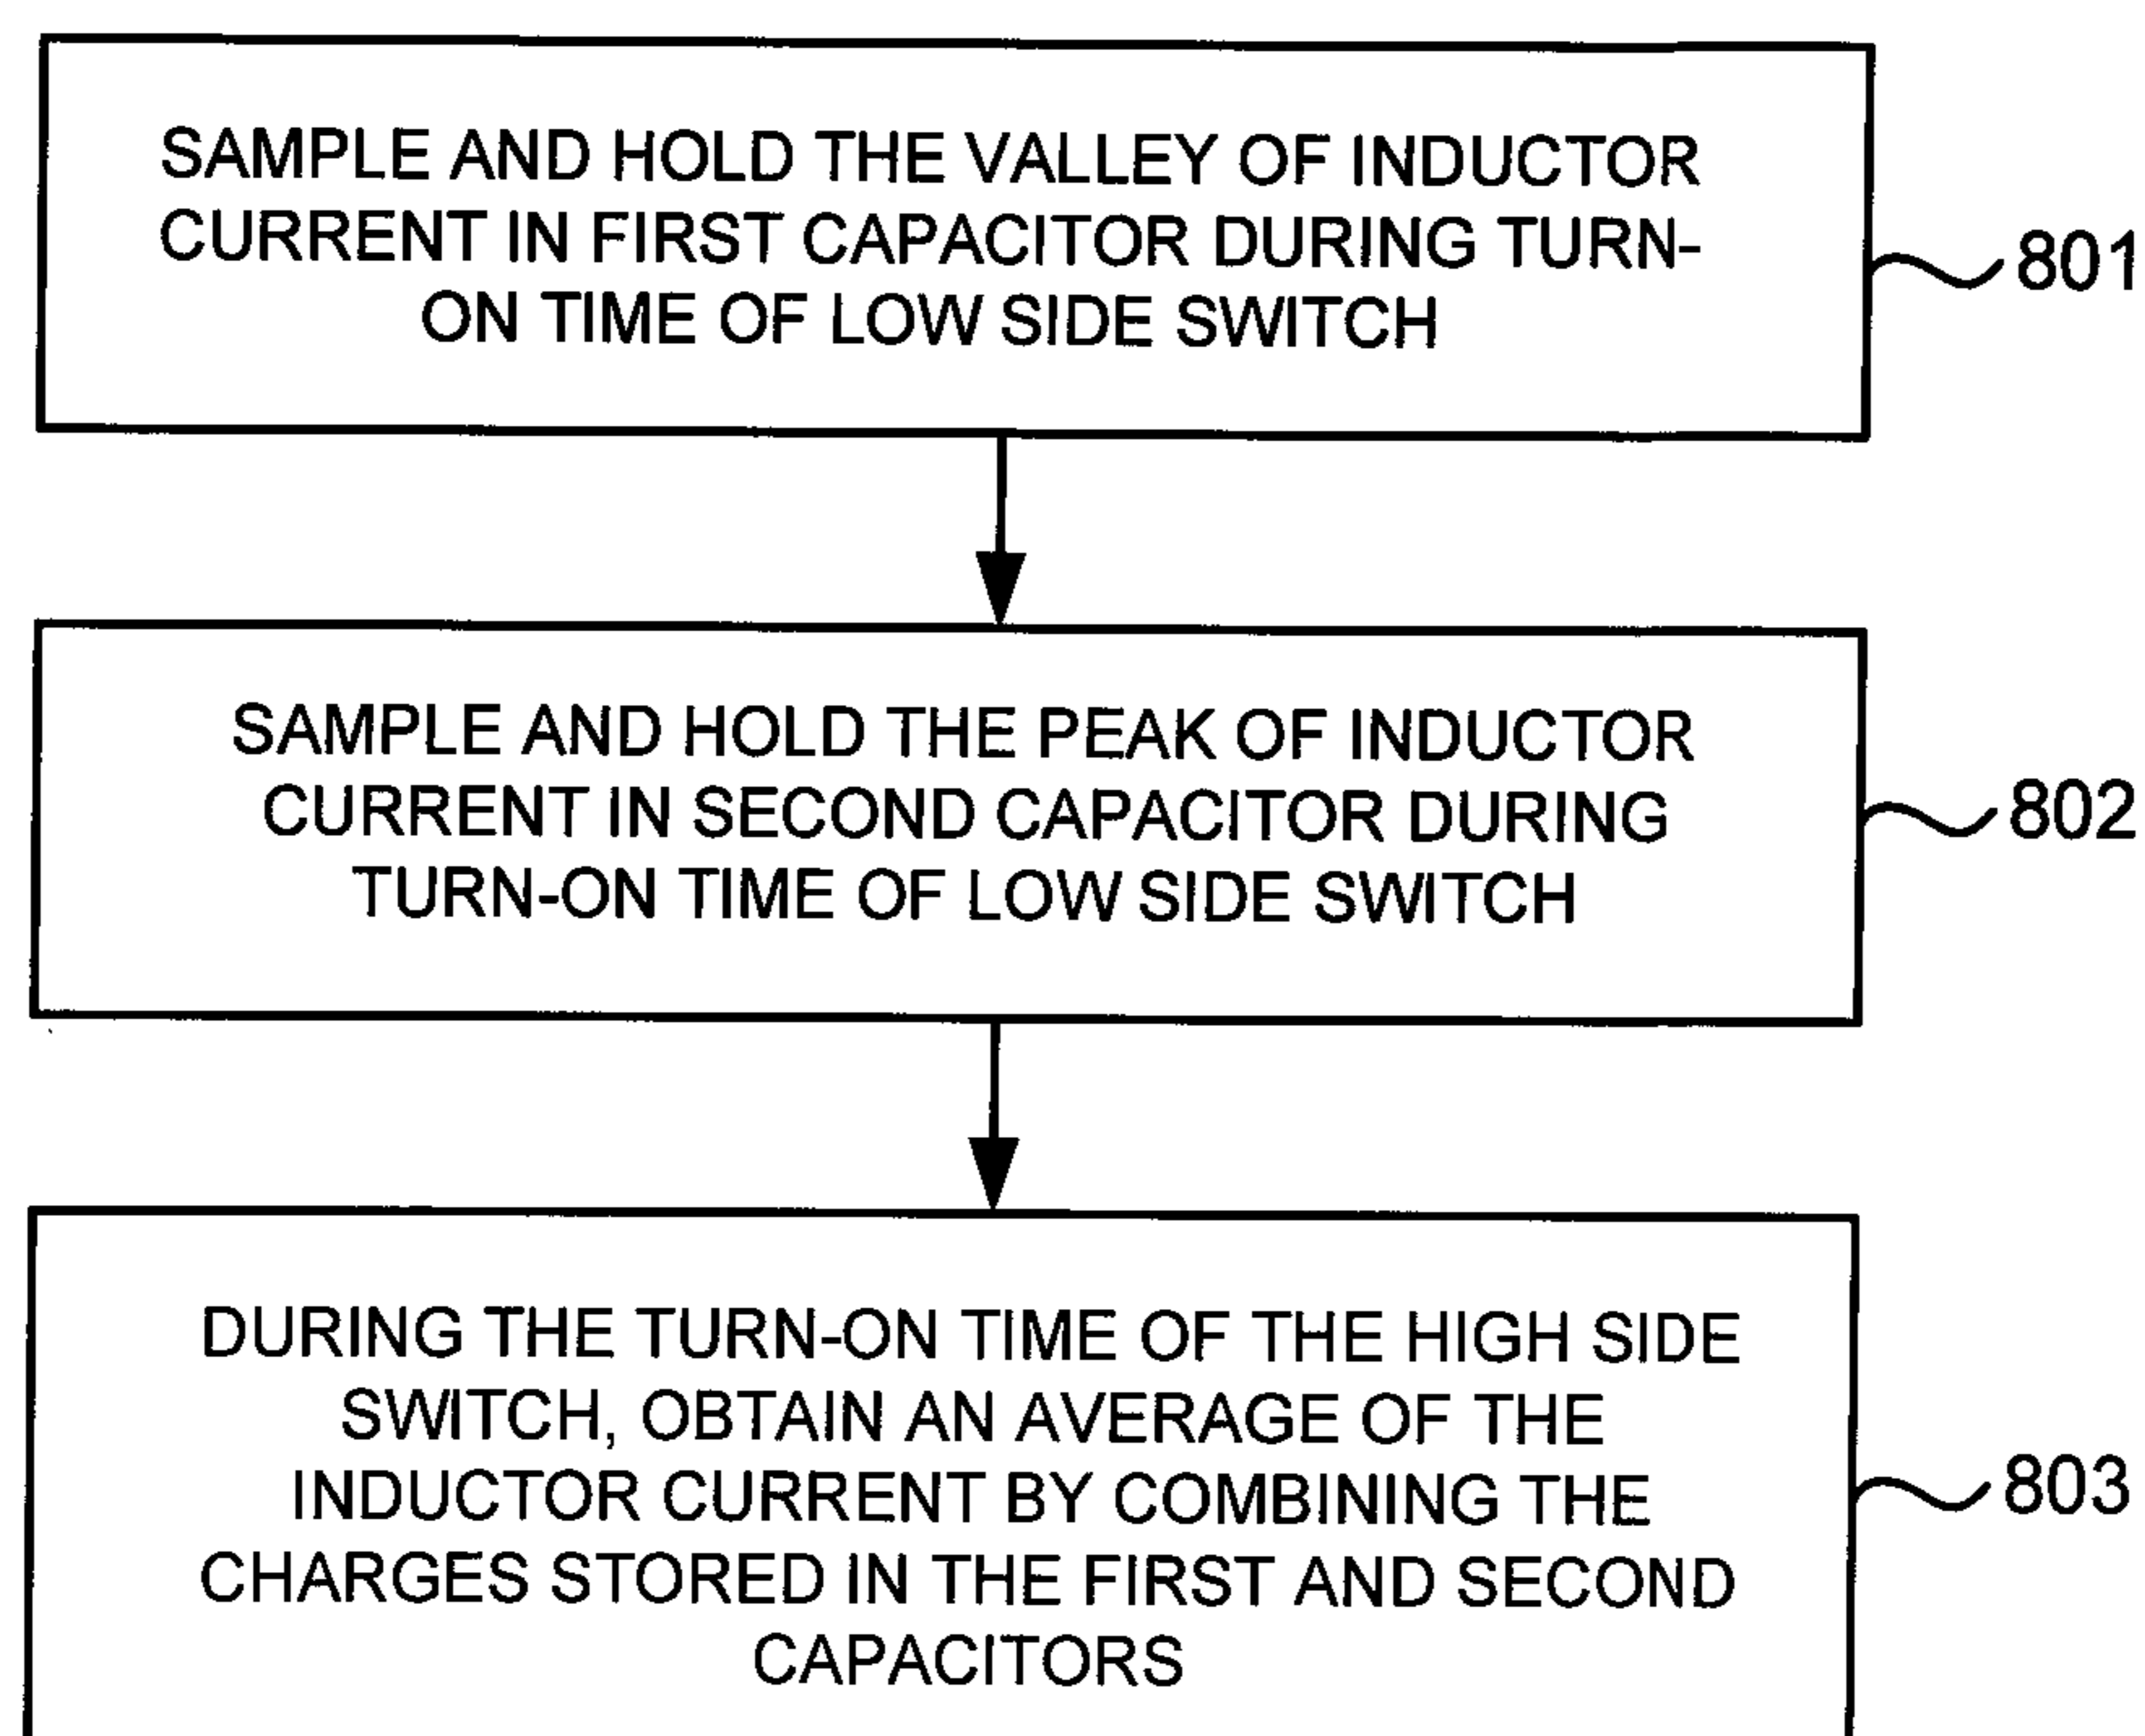 SAMPLE AND HOLD THE VALLEY OF INDUCTOR
CURRENT IN FIRST CAPACITOR DURING TURN-
ON TIME OF LOW SIDE SWITCH
801
SAMPLE AND HOLD THE PEAK OF INDUCTOR
CURRENT IN SECOND CAPACITOR DURING
TURN-ON TIME OF LOW SIDE SWITCH
802
DURING THE TURN-ON TIME OF THE HIGH SIDE
SWITCH, OBTAIN AN AVERAGE OF THE
INDUCTOR CURRENT BY COMBINING THE
CHARGES STORED IN THE FIRST AND SECOND
CAPACITORS
803